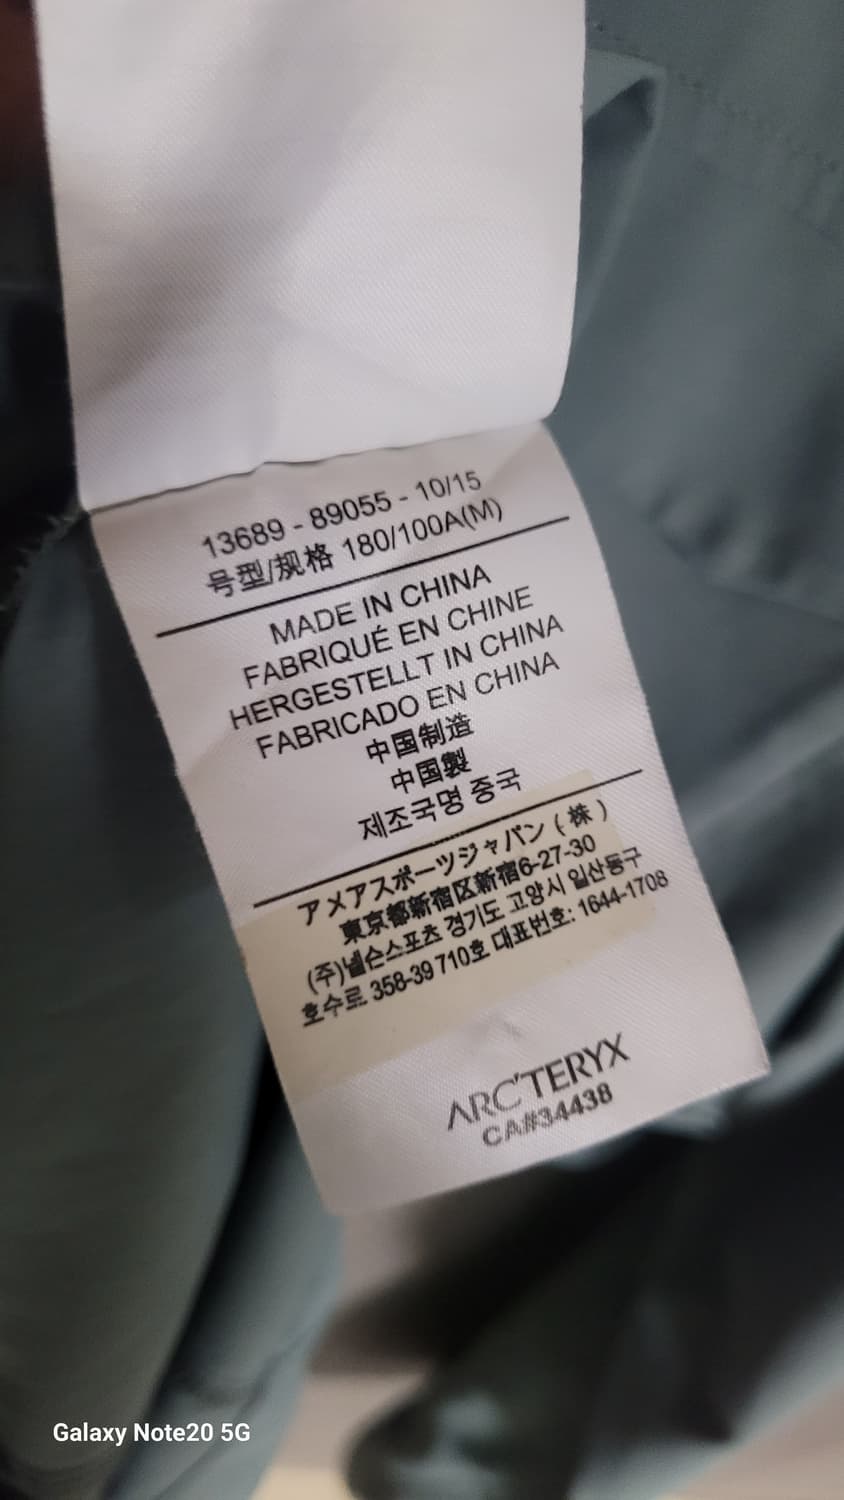 13689 - 89055 - 10/15
号型/规格 180/100A(M)
MADE IN CHINA
FABRIQUÉ EN CHINE
HERGESTELLT IN CHINA
FABRICADO EN CHINA
中国制造
中国製
제조국명 중국
アメアスポーツジャパン ( 株 )
東京都新宿区新宿6-27-30
(주)넬슨스포츠 경기도 고양시 일산동구
호수로 358-39 710호 대표번호: 1644-1708
ARC'TERYX
CA#34438
Galaxy Note20 5G